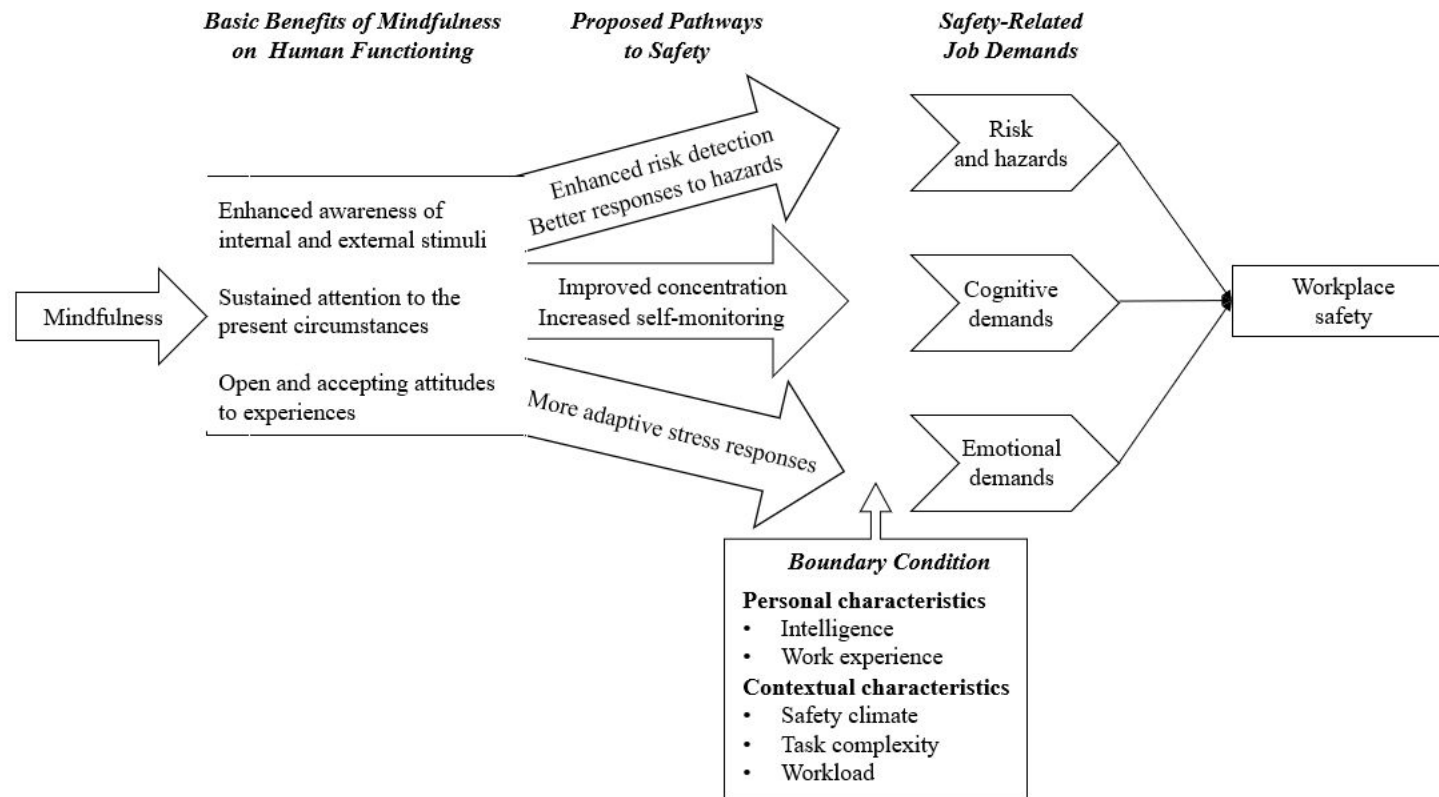 Basic Benefits of Mindfulness
on Human Functioning
Proposed Pathways
to Safety
Safety-Related
Job Demands
Mindfulness
Enhanced awareness of
internal and external stimuli
Sustained attention to the
present circumstances
Open and accepting attitudes
to experiences
Enhanced risk detection
Better responses to hazards
Improved concentration
Increased self-monitoring
More adaptive stress responses
Risk
and hazards
Cognitive
demands
Emotional
demands
Workplace
safety
Boundary Condition
Personal characteristics
• Intelligence
• Work experience
Contextual characteristics
• Safety climate
• Task complexity
• Workload